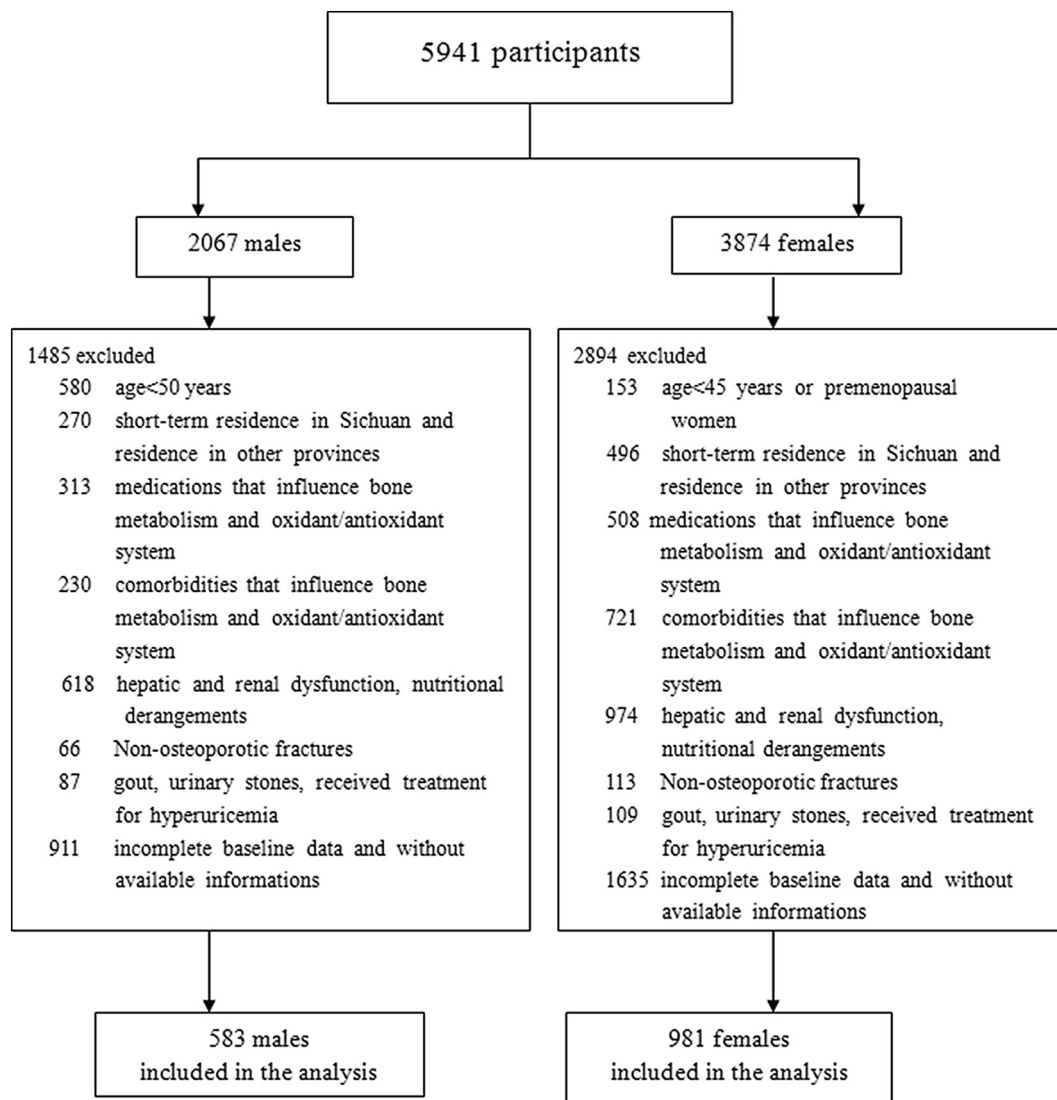 5941 participants
2067 males
3874 females
1485 excluded
580 age<50 years
270 short-term residence in Sichuan and
residence in other provinces
313 medications that influence bone
metabolism and oxidant/antioxidant
system
230 comorbidities that influence bone
metabolism and oxidant/antioxidant
system
618 hepatic and renal dysfunction, nutritional
derangements
66 Non-osteoporotic fractures
87 gout, urinary stones, received treatment
for hyperuricemia
911 incomplete baseline data and without
available informations
2894 excluded
153 age<45 years or premenopausal
women
496 short-term residence in Sichuan and
residence in other provinces
508 medications that influence bone
metabolism and oxidant/antioxidant
system
721 comorbidities that influence bone
metabolism and oxidant/antioxidant
system
974 hepatic and renal dysfunction,
nutritional derangements
113 Non-osteoporotic fractures
109 gout, urinary stones, received treatment
for hyperuricemia
1635 incomplete baseline data and without
available informations
583 males
included in the analysis
981 females
included in the analysis